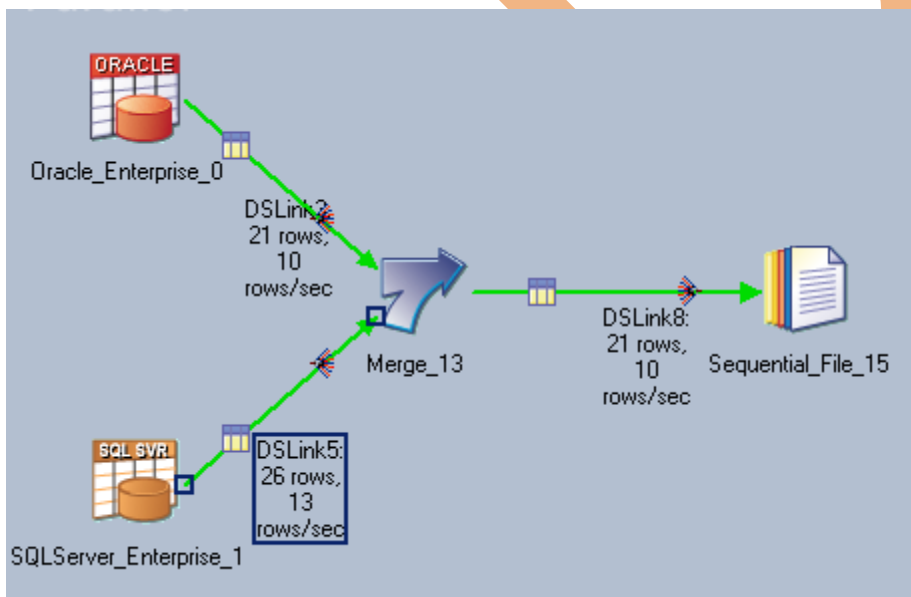 ORACLE
Oracle_Enterprise_0
DSLink2:
21 rows,
10
rows/sec
Merge_13
DSLink8:
21 rows,
10
rows/sec
Sequential_File_15
SQL SVR
DSLink5:
26 rows,
13
rows/sec
SQLServer_Enterprise_1